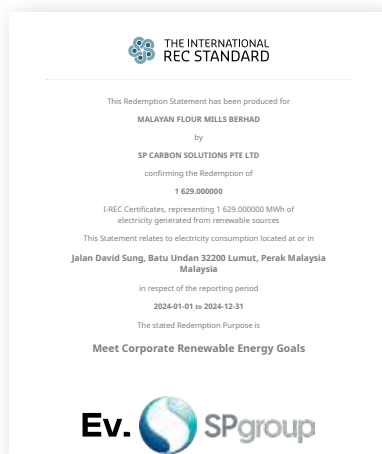 THE INTERNATIONAL
REC STANDARD
This Redemption Statement has been produced for
MALAYAN FLOUR MILLS BERHAD
by
SP CARBON SOLUTIONS PTE LTD
confirming the Redemption of
1 629.000000
I-REC Certificates, representing 1 629.000000 MWh of
electricity generated from renewable sources
This Statement relates to electricity consumption located at or in
Jalan David Sung, Batu Undan 32200 Lumut, Perak Malaysia
Malaysia
in respect of the reporting period
2024-01-01 to 2024-12-31
The stated Redemption Purpose is
Meet Corporate Renewable Energy Goals
Ev. SPgroup